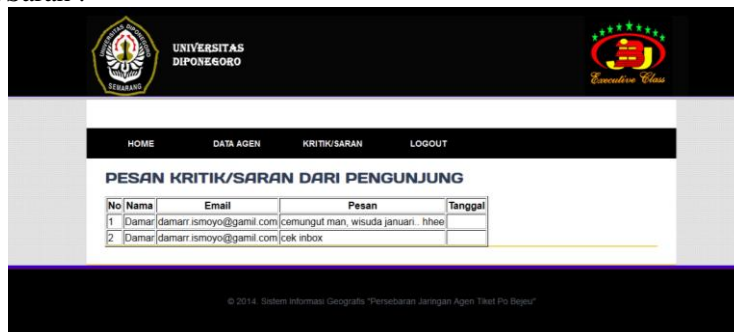 Saran :
UNIVERSITAS
DIPONEGORO
SEMARANG
Executive Class
HOME DATA AGEN KRITIK/SARAN LOGOUT
PESAN KRITIK/SARAN DARI PENGUNJUNG
No Nama Email Pesan Tanggal
1 Damar damarr.ismoyo@gamil.com cemungut man, wisuda januari.. hhee
2 Damar damarr.ismoyo@gamil.com cek inbox
© 2014. Sistem Informasi Geografis "Persebaran Jaringan Agen Tiket Po Bejeu"